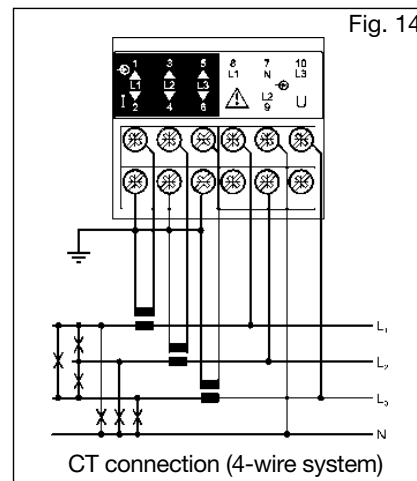 Fig. 14
1 3 5 8 7 10
L1 N L3
L1 L2 L3
I L2 U
2 4 6 9
L1
L2
L3
N
CT connection (4-wire system)